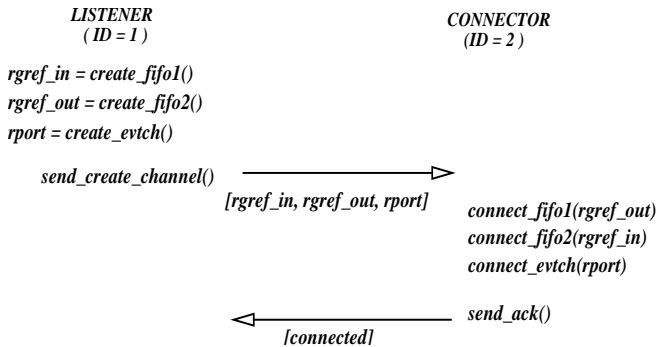 LISTENER
( ID = 1 )
CONNECTOR
(ID = 2)
rgref_in = create_fifo1()
rgref_out = create_fifo2()
rport = create_evtch()
send_create_channel()
[rgref_in, rgref_out, rport]
connect_fifo1(rgref_out)
connect_fifo2(rgref_in)
connect_evtch(rport)
send_ack()
[connected]